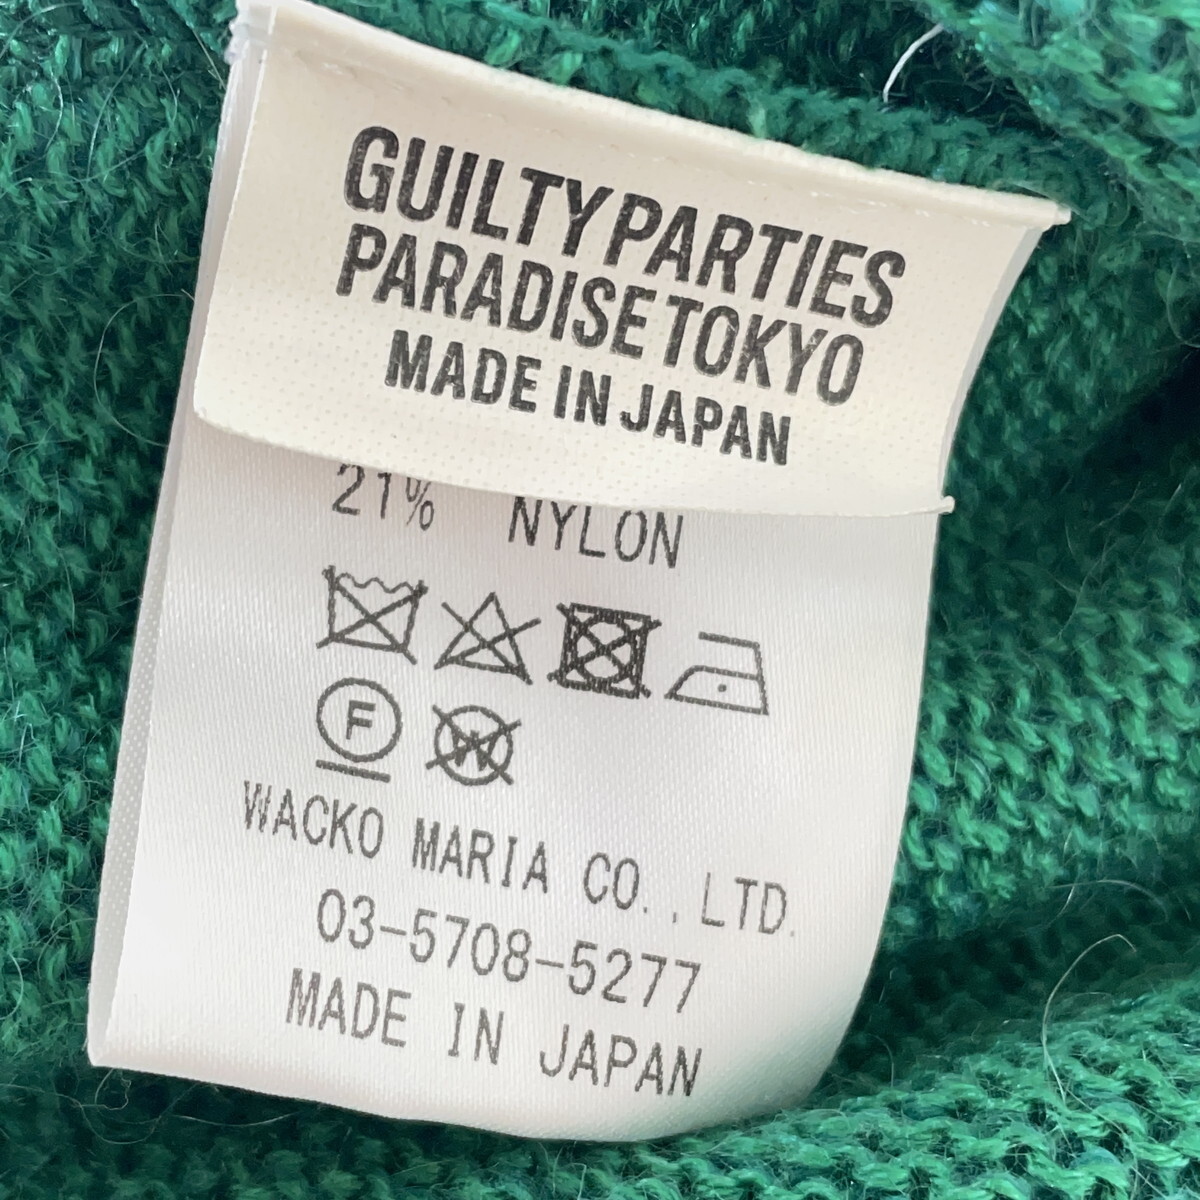 GUILTY PARTIES
PARADISE TOKYO
MADE IN JAPAN
21% NYLON
F
W
WACKO MARIA CO.,LTD.
03-5708-5277
MADE IN JAPAN